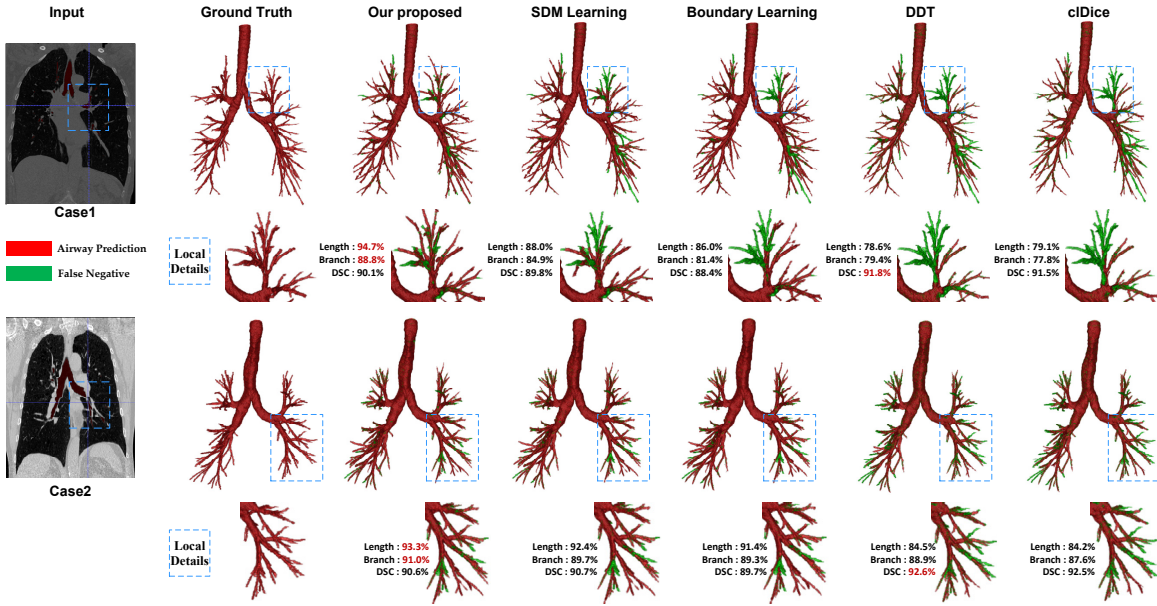 Input
Ground Truth
Our proposed
SDM Learning
Boundary Learning
DDT
clDice
Case1
Airway Prediction
False Negative
Local
Details
Length : 94.7%
Branch : 88.8%
DSC : 90.1%
Length : 88.0%
Branch : 84.9%
DSC : 89.8%
Length : 86.0%
Branch : 81.4%
DSC : 88.4%
Length : 78.6%
Branch : 79.4%
DSC : 91.8%
Length : 79.1%
Branch : 77.8%
DSC : 91.5%
Case2
Local
Details
Length : 93.3%
Branch : 91.0%
DSC : 90.6%
Length : 92.4%
Branch : 89.7%
DSC : 90.7%
Length : 91.4%
Branch : 89.3%
DSC : 89.7%
Length : 84.5%
Branch : 88.9%
DSC : 92.6%
Length : 84.2%
Branch : 87.6%
DSC : 92.5%